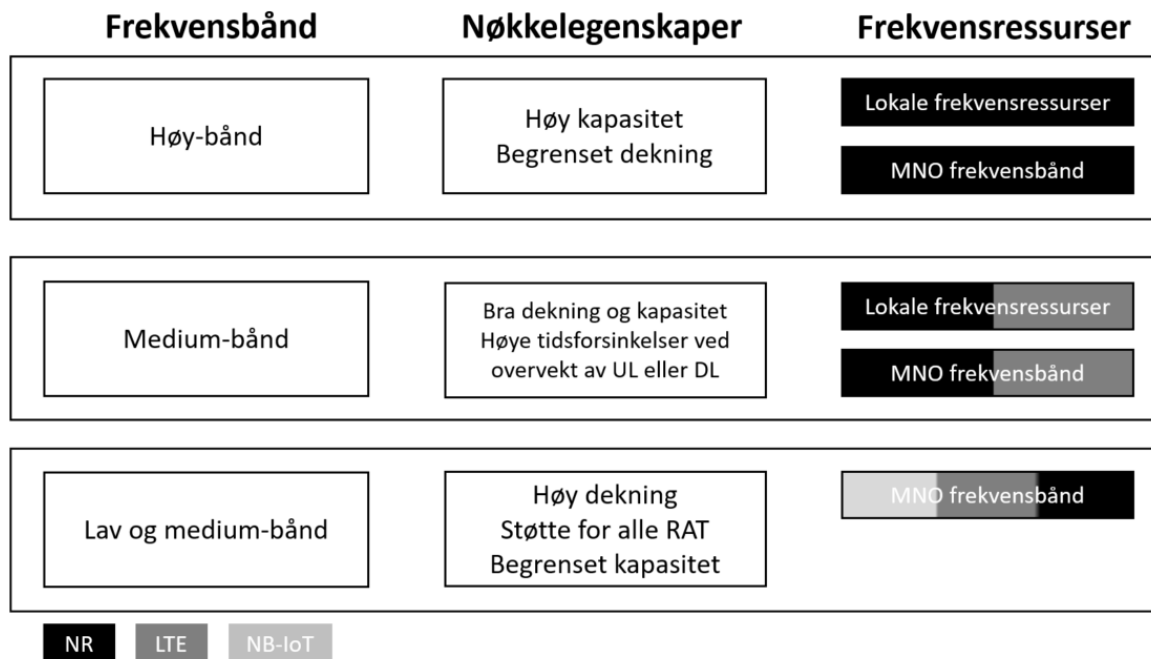 Frekvensbånd
Nøkkelegenskaper
Frekvensressurser
Høy-bånd
Høy kapasitet
Begrenset dekning
Lokale frekvensressurser
MNO frekvensbånd
Medium-bånd
Bra dekning og kapasitet
Høye tidsforsinkelser ved
overvekt av UL eller DL
Lokale frekvensressurser
MNO frekvensbånd
Lav og medium-bånd
Høy dekning
Støtte for alle RAT
Begrenset kapasitet
MNO frekvensbånd
NR
LTE
NB-IoT